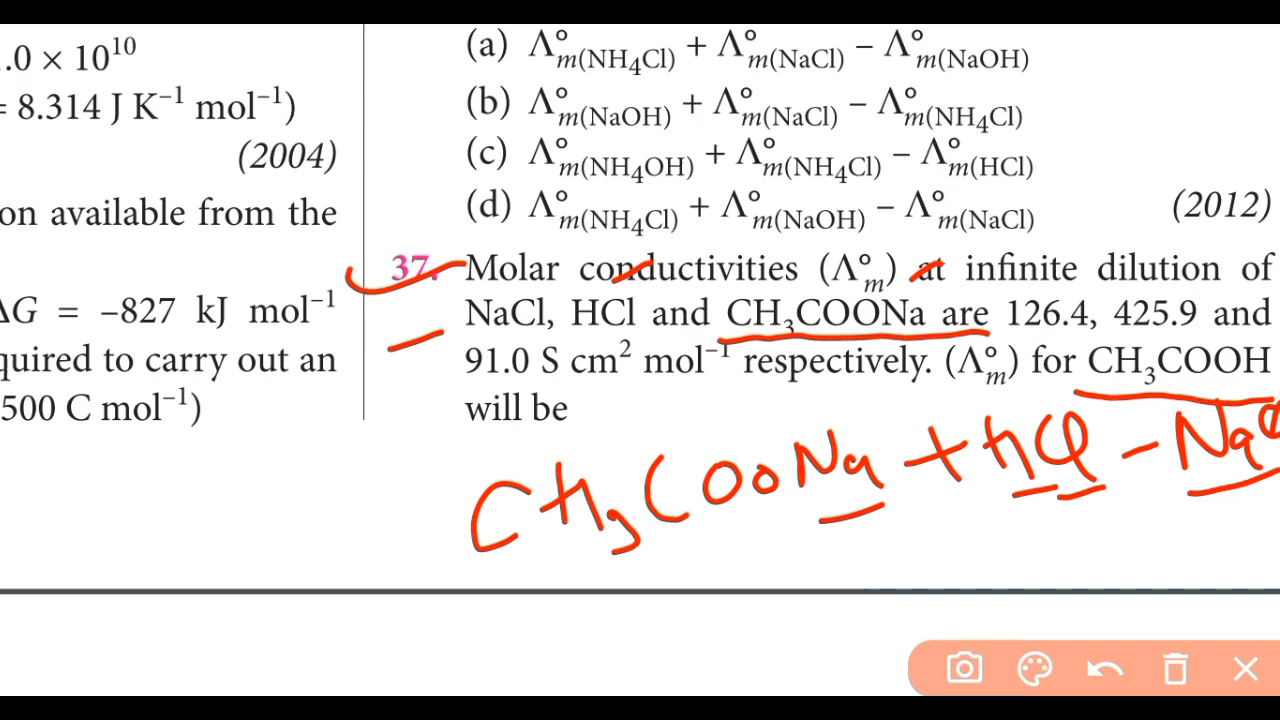 .0 × 10¹⁰
= 8.314 J K⁻¹ mol⁻¹)
(2004)
on available from the
ΔG = –827 kJ mol⁻¹
quired to carry out an
500 C mol⁻¹)
(a) Λ°m(NH₄Cl) + Λ°m(NaCl) – Λ°m(NaOH)
(b) Λ°m(NaOH) + Λ°m(NaCl) – Λ°m(NH₄Cl)
(c) Λ°m(NH₄OH) + Λ°m(NH₄Cl) – Λ°m(HCl)
(d) Λ°m(NH₄Cl) + Λ°m(NaOH) – Λ°m(NaCl) (2012)
37. Molar conductivities (Λ°m) at infinite dilution of
NaCl, HCl and CH₃COONa are 126.4, 425.9 and
91.0 S cm² mol⁻¹ respectively. (Λ°m) for CH₃COOH
will be
CH₃COONa + HCl – NaC